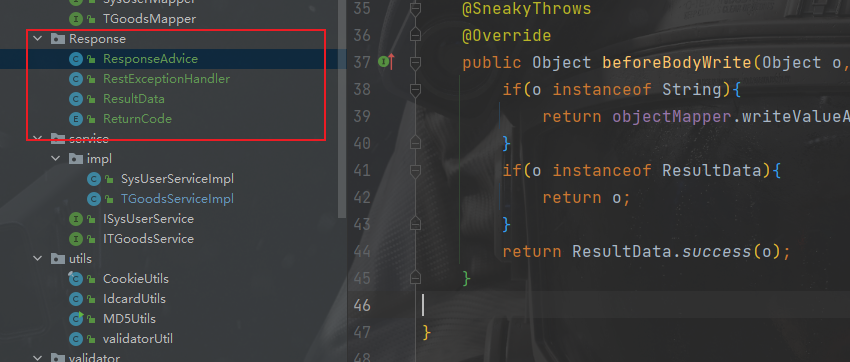 SysUserMapper
TGoodsMapper
Response
ResponseAdvice
RestExceptionHandler
ResultData
ReturnCode
service
impl
SysUserServiceImpl
TGoodsServiceImpl
ISysUserService
ITGoodsService
utils
CookieUtils
IdcardUtils
MD5Utils
validatorUtil
validator
35 @SneakyThrows
36 @Override
37 public Object beforeBodyWrite(Object o,
38 if(o instanceof String){
39 return objectMapper.writeValueA
40 }
41 if(o instanceof ResultData){
42 return o;
43 }
44 return ResultData.success(o);
45 }
46
47 }
48